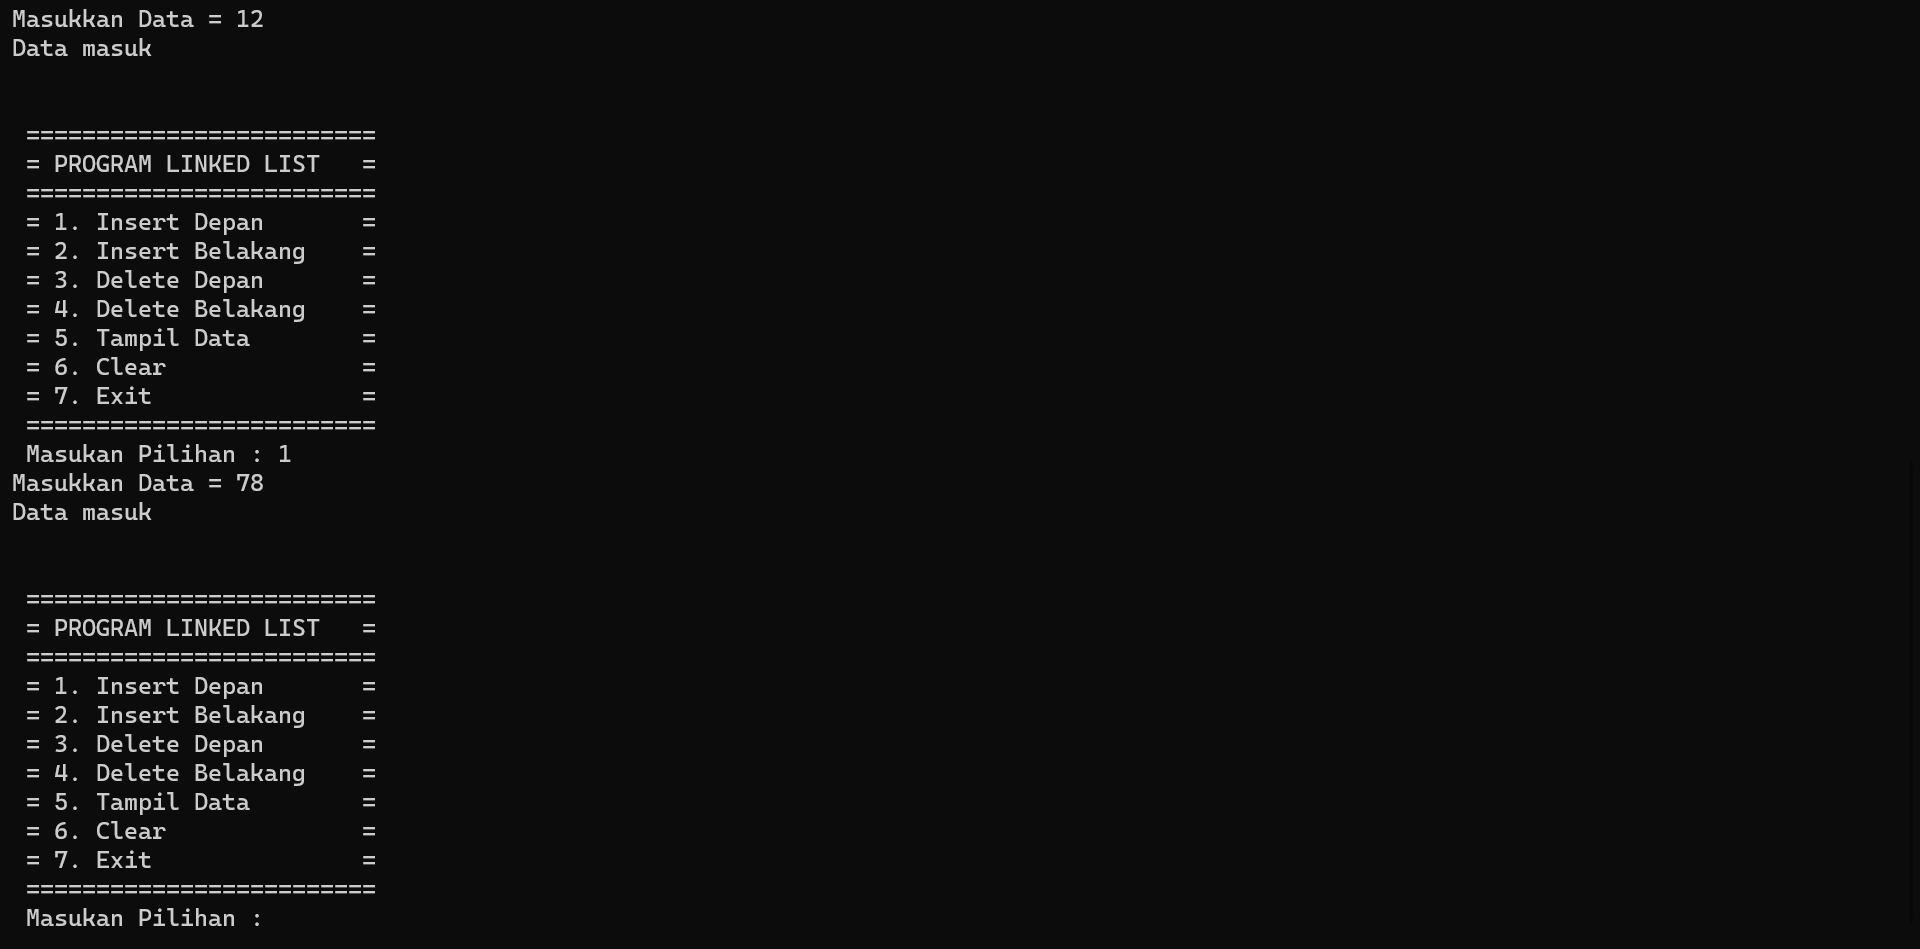 Masukkan Data = 12
Data masuk
=========================
= PROGRAM LINKED LIST   =
=========================
= 1. Insert Depan       =
= 2. Insert Belakang    =
= 3. Delete Depan       =
= 4. Delete Belakang    =
= 5. Tampil Data        =
= 6. Clear              =
= 7. Exit               =
=========================
Masukan Pilihan : 1
Masukkan Data = 78
Data masuk
=========================
= PROGRAM LINKED LIST   =
=========================
= 1. Insert Depan       =
= 2. Insert Belakang    =
= 3. Delete Depan       =
= 4. Delete Belakang    =
= 5. Tampil Data        =
= 6. Clear              =
= 7. Exit               =
=========================
Masukan Pilihan :